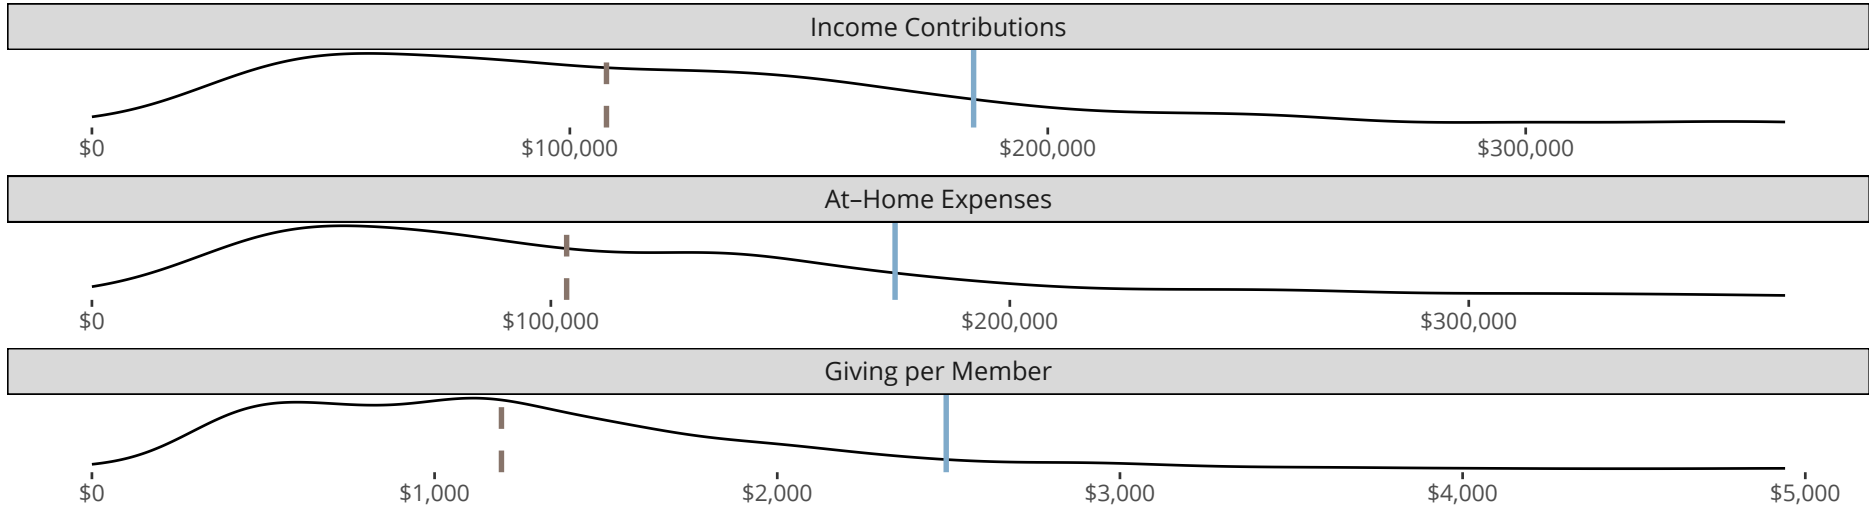 Income Contributions
$0 $100,000 $200,000 $300,000
At–Home Expenses
$0 $100,000 $200,000 $300,000
Giving per Member
$0 $1,000 $2,000 $3,000 $4,000 $5,000